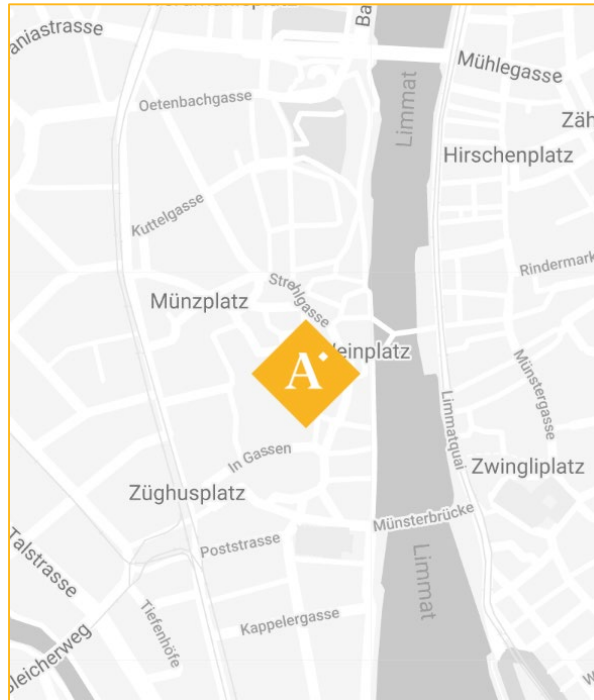 Mühlegasse
Oetenbachgasse
Limmat
Hirschenplatz
Kuttelgasse
Münzplatz
Strehlgasse
A
Münstergasse
Limmatquai
In Gassen
Zwingliplatz
Züghusplatz
Münsterbrücke
Poststrasse
Talstrasse
Limmat
Tiefenhöfe
Kappelergasse